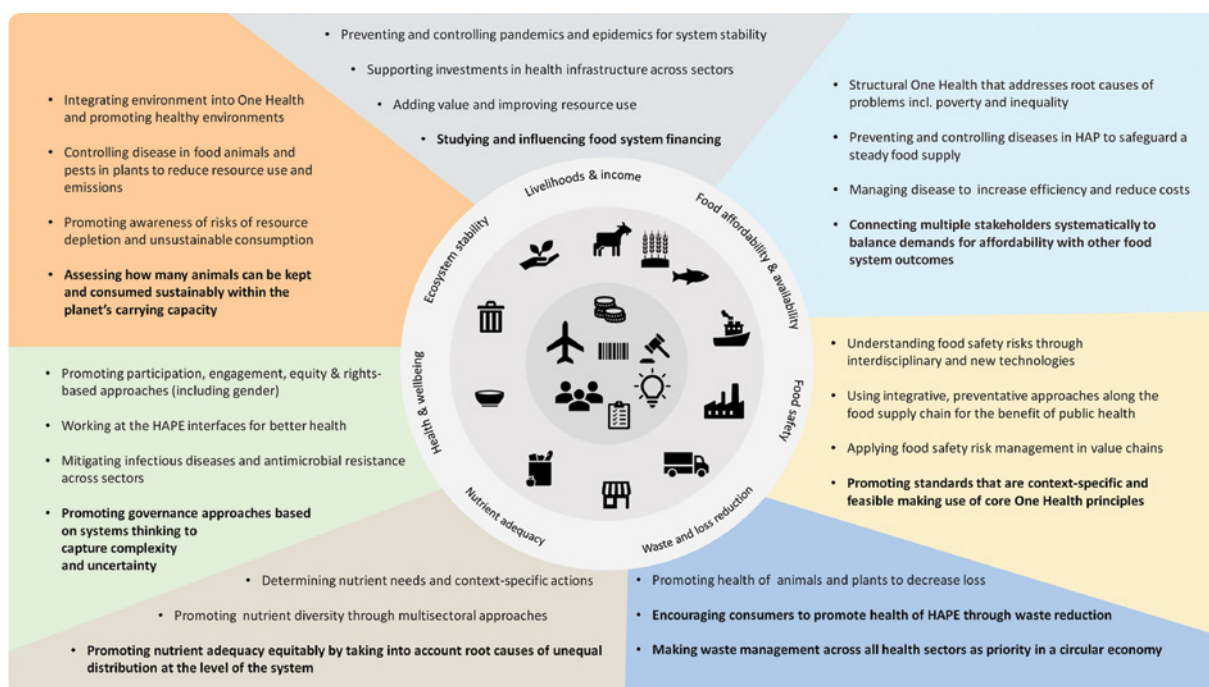 • Preventing and controlling pandemics and epidemics for system stability
• Supporting investments in health infrastructure across sectors
• Adding value and improving resource use
• Studying and influencing food system financing
• Integrating environment into One Health
and promoting healthy environments
• Controlling disease in food animals and
pests in plants to reduce resource use and
emissions
• Promoting awareness of risks of resource
depletion and unsustainable consumption
• Assessing how many animals can be kept
and consumed sustainably within the
planet's carrying capacity
• Structural One Health that addresses root causes of
problems incl. poverty and inequality
• Preventing and controlling diseases in HAP to safeguard a
steady food supply
• Managing disease to increase efficiency and reduce costs
• Connecting multiple stakeholders systematically to
balance demands for affordability with other food
system outcomes
Livelihoods & income
Food affordability & availability
Food safety
Waste and loss reduction
Nutrient adequacy
Health & wellbeing
Ecosystem stability
• Promoting participation, engagement, equity & rights-
based approaches (including gender)
• Working at the HAPE interfaces for better health
• Mitigating infectious diseases and antimicrobial resistance
across sectors
• Promoting governance approaches based
on systems thinking to
capture complexity
and uncertainty
• Understanding food safety risks through
interdisciplinary and new technologies
• Using integrative, preventative approaches along the
food supply chain for the benefit of public health
• Applying food safety risk management in value chains
• Promoting standards that are context-specific and
feasible making use of core One Health principles
• Determining nutrient needs and context-specific actions
• Promoting nutrient diversity through multisectoral approaches
• Promoting nutrient adequacy equitably by taking into account root causes of unequal
distribution at the level of the system
• Promoting health of animals and plants to decrease loss
• Encouraging consumers to promote health of HAPE through waste reduction
• Making waste management across all health sectors as priority in a circular economy